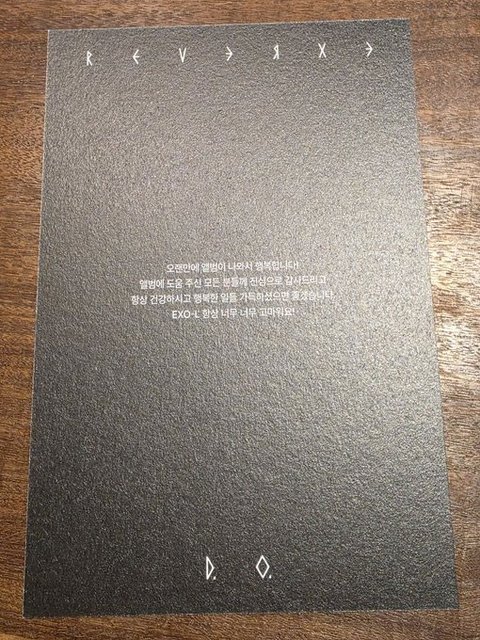 REVERXE
오랜만에 앨범이 나와서 행복합니다!
앨범에 도움 주신 모든 분들께 진심으로 감사드리고
항상 건강하시고 행복한 일들 가득하셨으면 좋겠습니다.
EXO-L 항상 너무 너무 고마워요!
D. O.